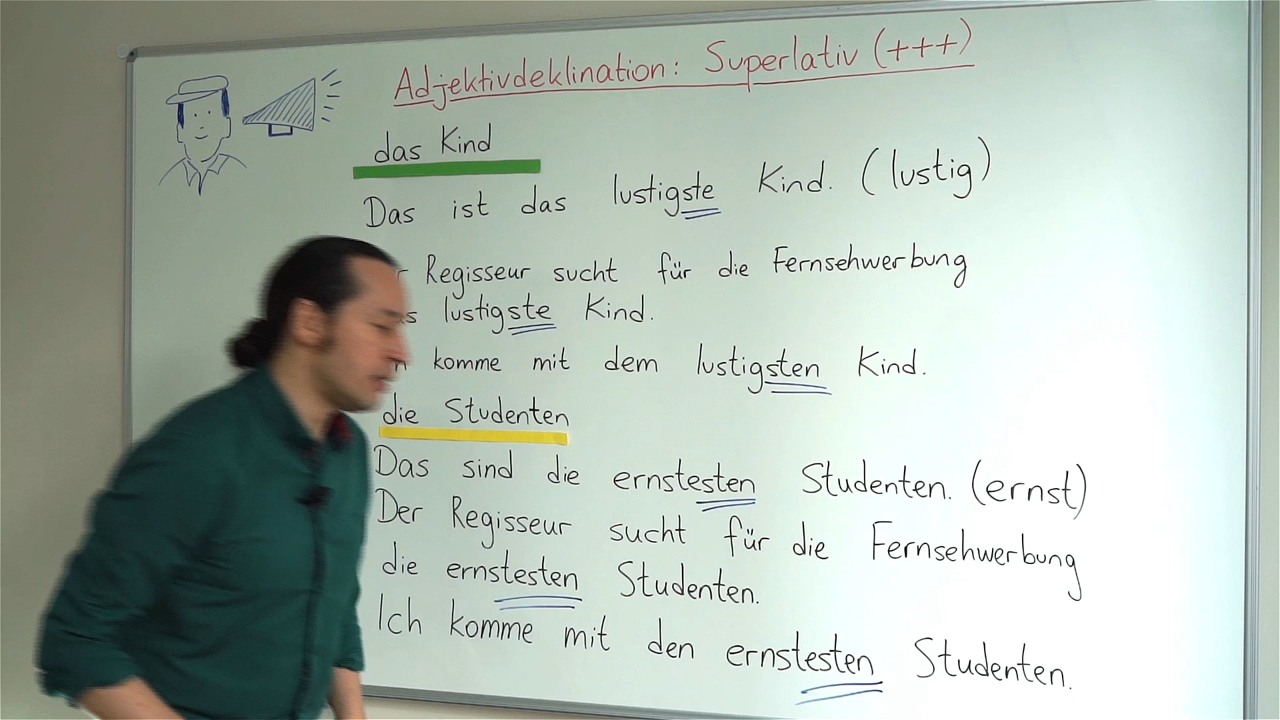 Adjektivdeklination: Superlativ (+++)
das Kind
Das ist das lustigste Kind. (lustig)
Regisseur sucht für die Fernsehwerbung
lustigste Kind.
komme mit dem lustigsten Kind.
die Studenten
Das sind die ernstesten Studenten. (ernst)
Der Regisseur sucht für die Fernsehwerbung
die ernstesten Studenten.
Ich komme mit den ernstesten Studenten.